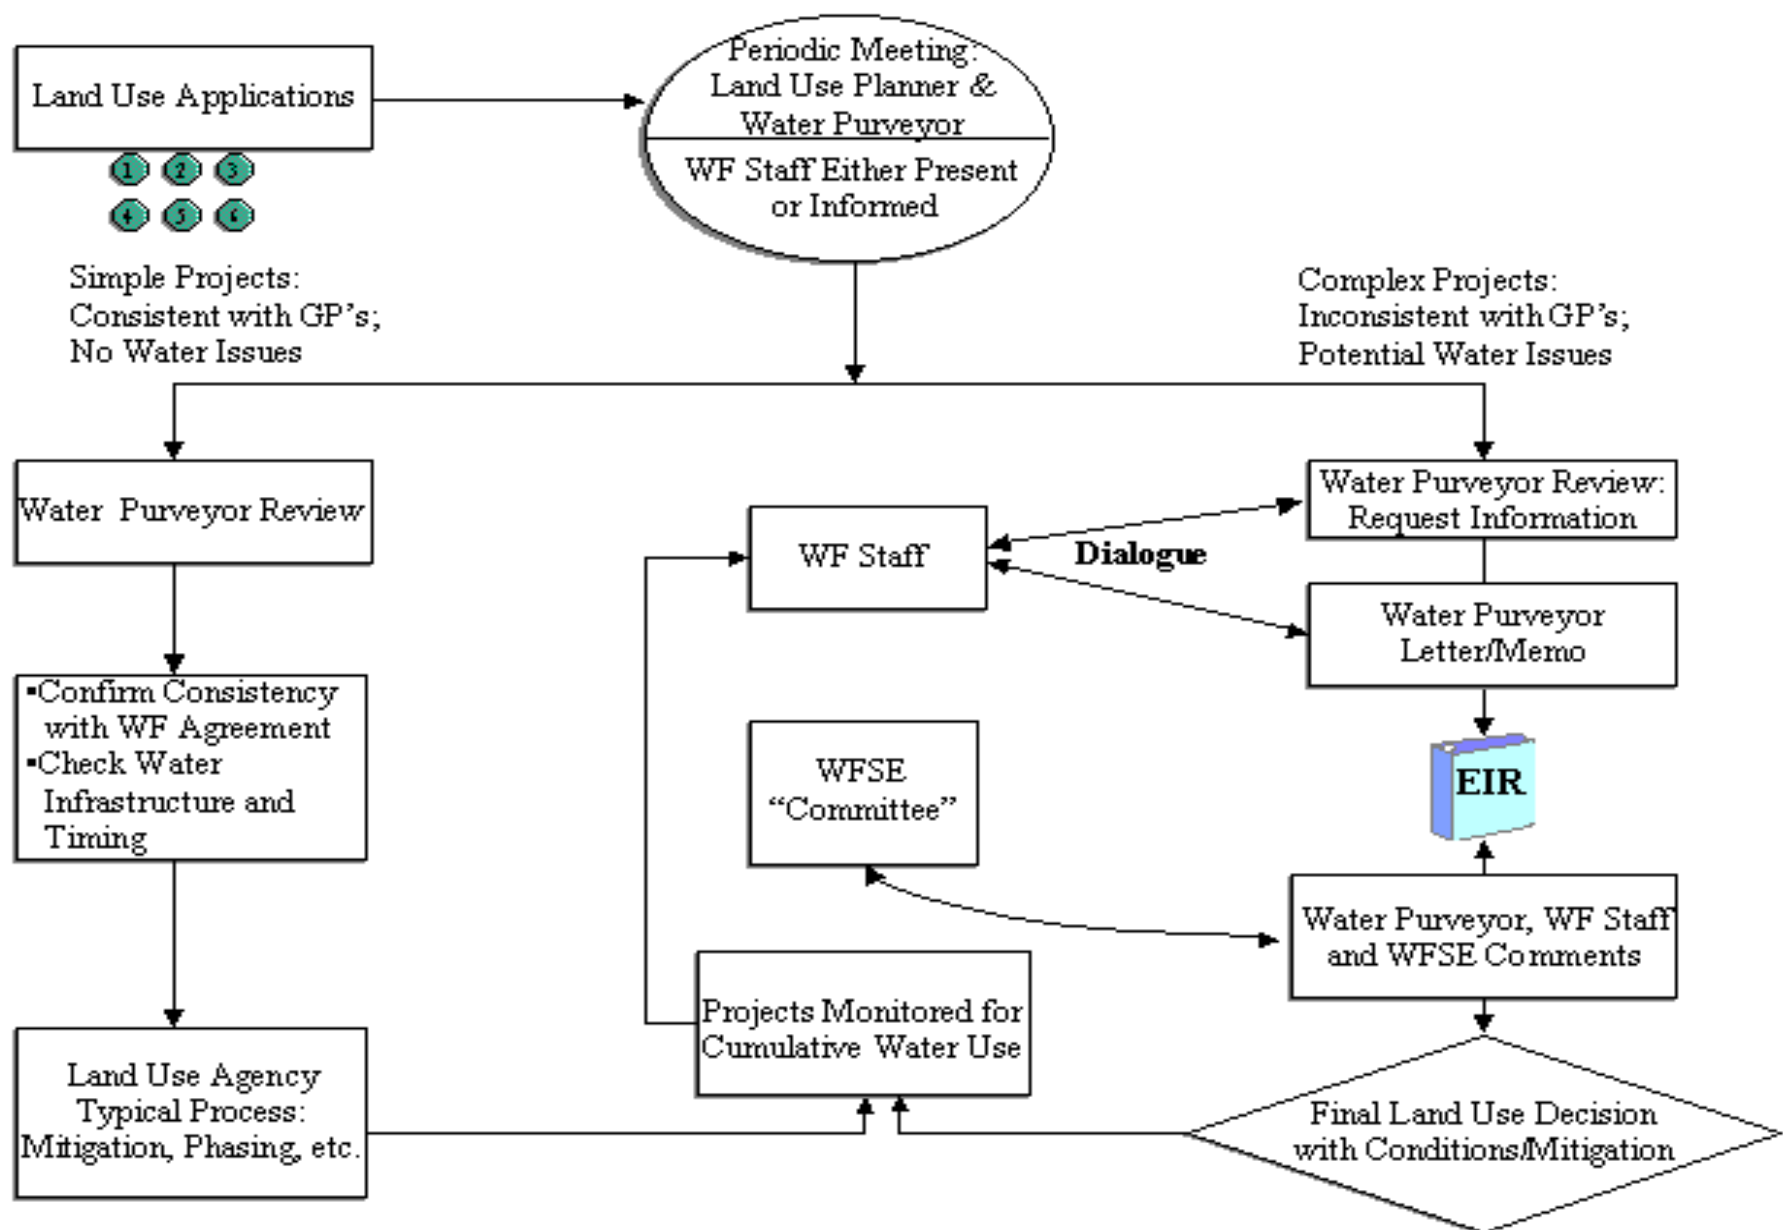 Land Use Applications
1 2 3
4 5 6
Periodic Meeting:
Land Use Planner &
Water Purveyor
WF Staff Either Present
or Informed
Simple Projects:
Consistent with GP's;
No Water Issues
Complex Projects:
Inconsistent with GP's;
Potential Water Issues
Water Purveyor Review
▪Confirm Consistency
with WF Agreement
▪Check Water
Infrastructure and
Timing
Land Use Agency
Typical Process:
Mitigation, Phasing, etc.
WF Staff
Dialogue
Water Purveyor Review:
Request Information
Water Purveyor
Letter/Memo
EIR
WFSE
“Committee”
Water Purveyor, WF Staff
and WFSE Comments
Projects Monitored for
Cumulative Water Use
Final Land Use Decision
with Conditions/Mitigation